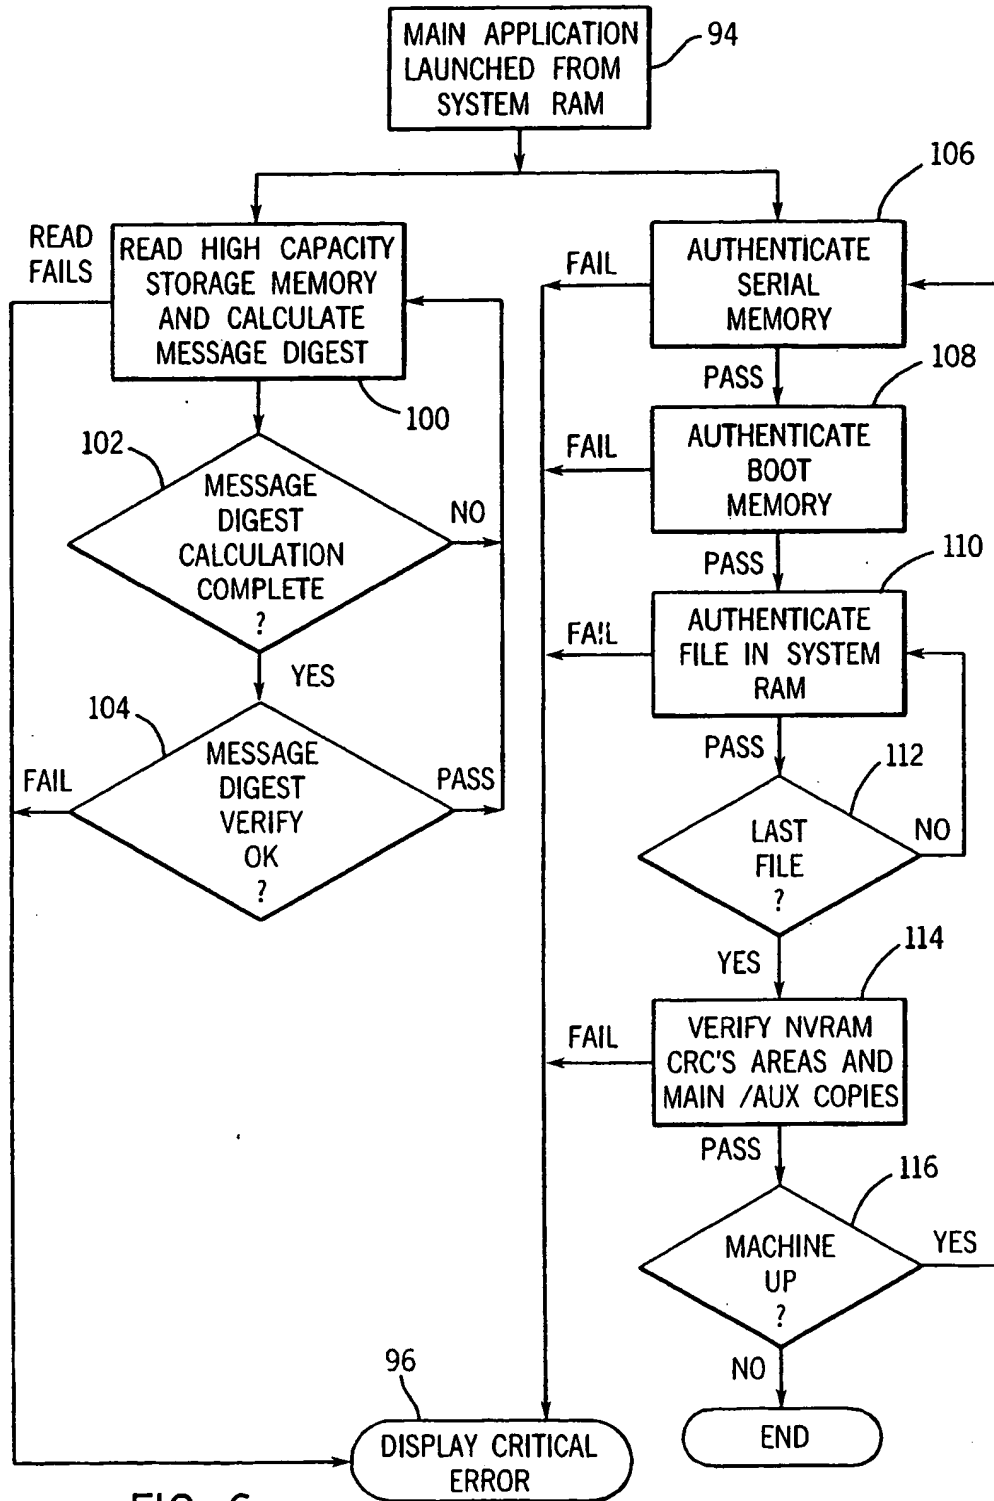 MAIN APPLICATION
LAUNCHED FROM
SYSTEM RAM
94
106
READ
FAILS
READ HIGH CAPACITY
STORAGE MEMORY
AND CALCULATE
MESSAGE DIGEST
100
FAIL
AUTHENTICATE
SERIAL
MEMORY
PASS
108
102
MESSAGE
DIGEST
CALCULATION
COMPLETE
?
NO
YES
FAIL
AUTHENTICATE
BOOT
MEMORY
PASS
110
104
MESSAGE
DIGEST
VERIFY
OK
?
FAIL
PASS
FAIL
AUTHENTICATE
FILE IN SYSTEM
RAM
PASS
112
LAST
FILE
?
NO
YES
114
FAIL
VERIFY NVRAM
CRC'S AREAS AND
MAIN /AUX COPIES
PASS
116
MACHINE
UP
?
YES
NO
96
DISPLAY CRITICAL
ERROR
END
FIG. 6